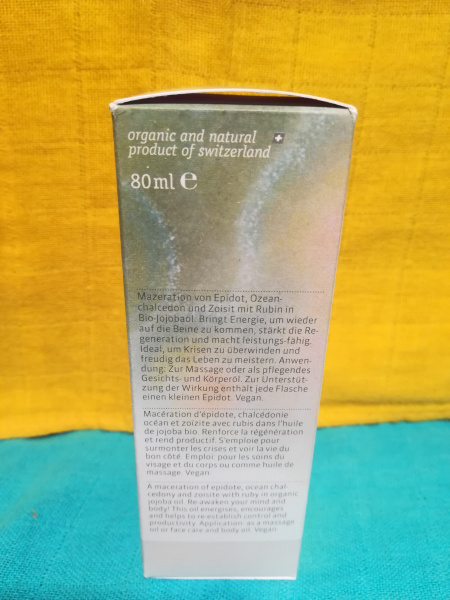 organic and natural
product of switzerland
80ml e
Mazeration von Epidot, Ozean-
chalcedon und Zoisit mit Rubin in
Bio-Jojobaöl. Bringt Energie, um wieder
auf die Beine zu kommen, stärkt die Re-
generation und macht leistungs-fähig.
Ideal, um Krisen zu überwinden und
freudig das Leben zu meistern. Anwen-
dung: Zur Massage oder als pflegendes
Gesichts- und Körperöl. Zur Unterstüt-
zung der Wirkung enthält jede Flasche
einen kleinen Epidot. Vegan.
Macération d'épidote, chalcédonie
océan et zoïzite avec rubis dans l'huile
de jojoba bio. Renforce la régénération
et rend productif. S'emploie pour
surmonter les crises et voir la vie du
bon côté. Emploi: pour les soins du
visage et du corps ou comme huile de
massage. Vegan.
A maceration of epidote, ocean chal-
cedony and zoisite with ruby in organic
jojoba oil. Re-awaken your mind and
body! This oil energises, encourages
and helps to re-establish control and
productivity. Application: as a massage
oil or face care and body oil. Vegan.